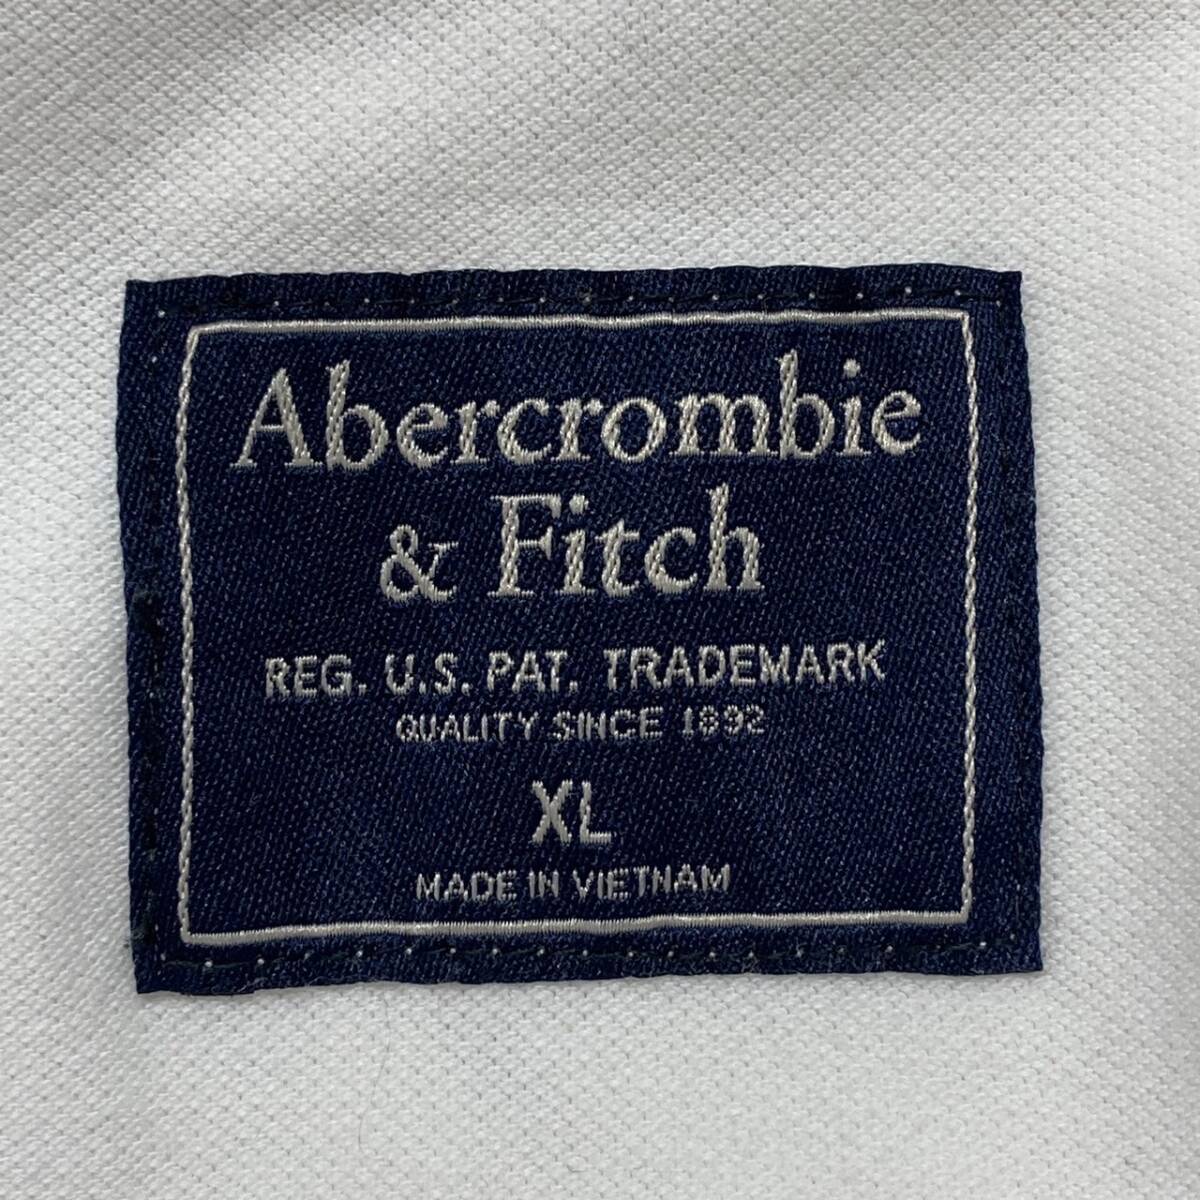 Abercrombie
& Fitch
REG. U.S. PAT. TRADEMARK
QUALITY SINCE 1892
XL
MADE IN VIETNAM